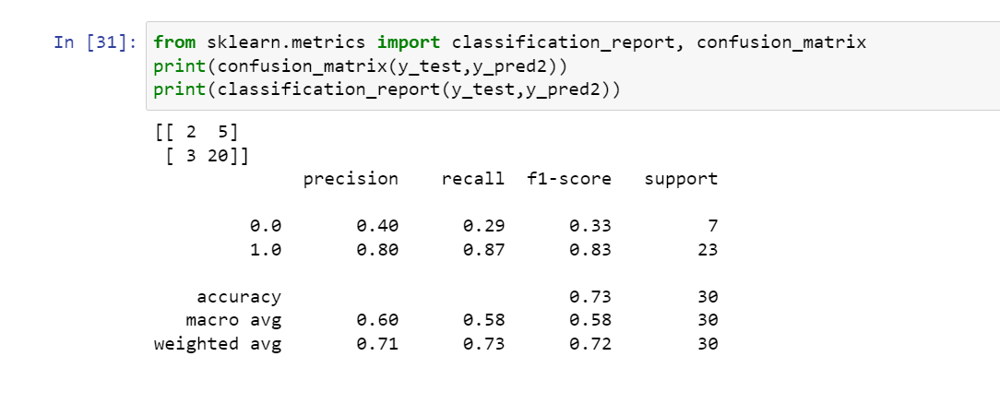 In [31]: from sklearn.metrics import classification_report, confusion_matrix
print(confusion_matrix(y_test,y_pred2))
print(classification_report(y_test,y_pred2))
[[ 2  5]
 [ 3 20]]
              precision    recall  f1-score   support
         0.0       0.40      0.29      0.33         7
         1.0       0.80      0.87      0.83        23
    accuracy                           0.73        30
   macro avg       0.60      0.58      0.58        30
weighted avg       0.71      0.73      0.72        30